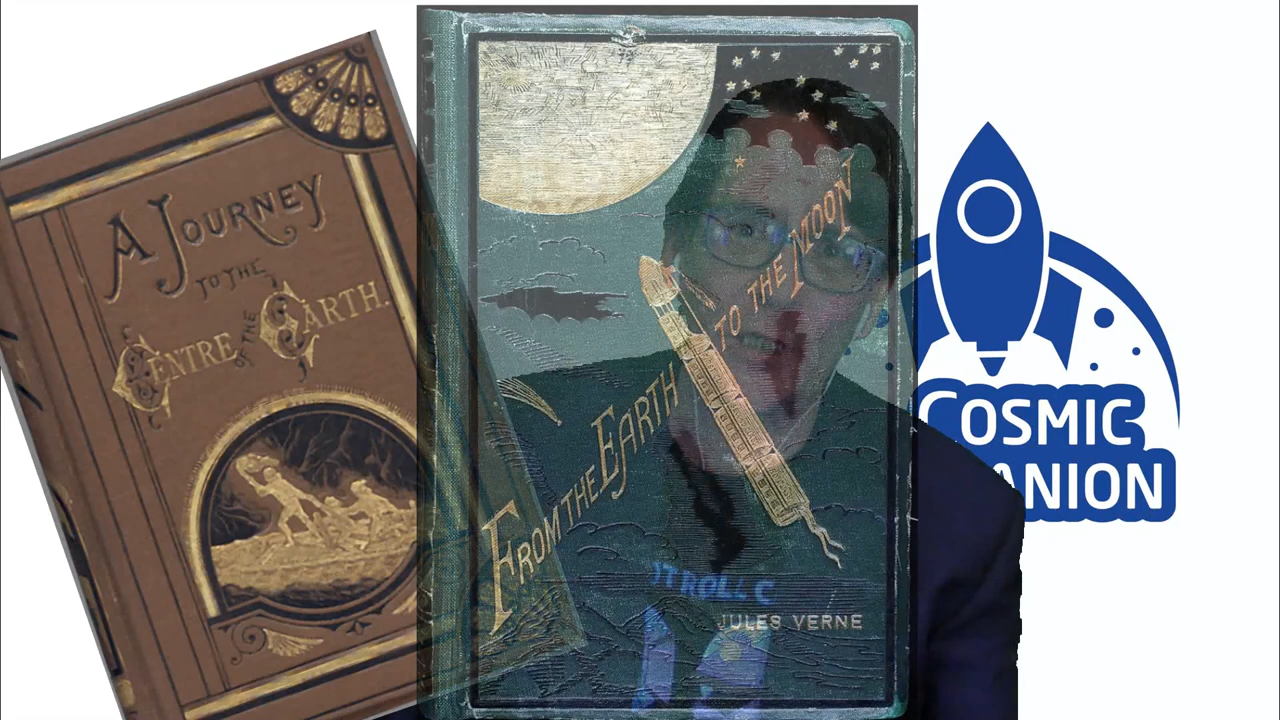 A JOURNEY
TO THE
CENTRE OF THE EARTH.
FROM THE EARTH
TO THE MOON
JULES VERNE
COSMIC
ANION